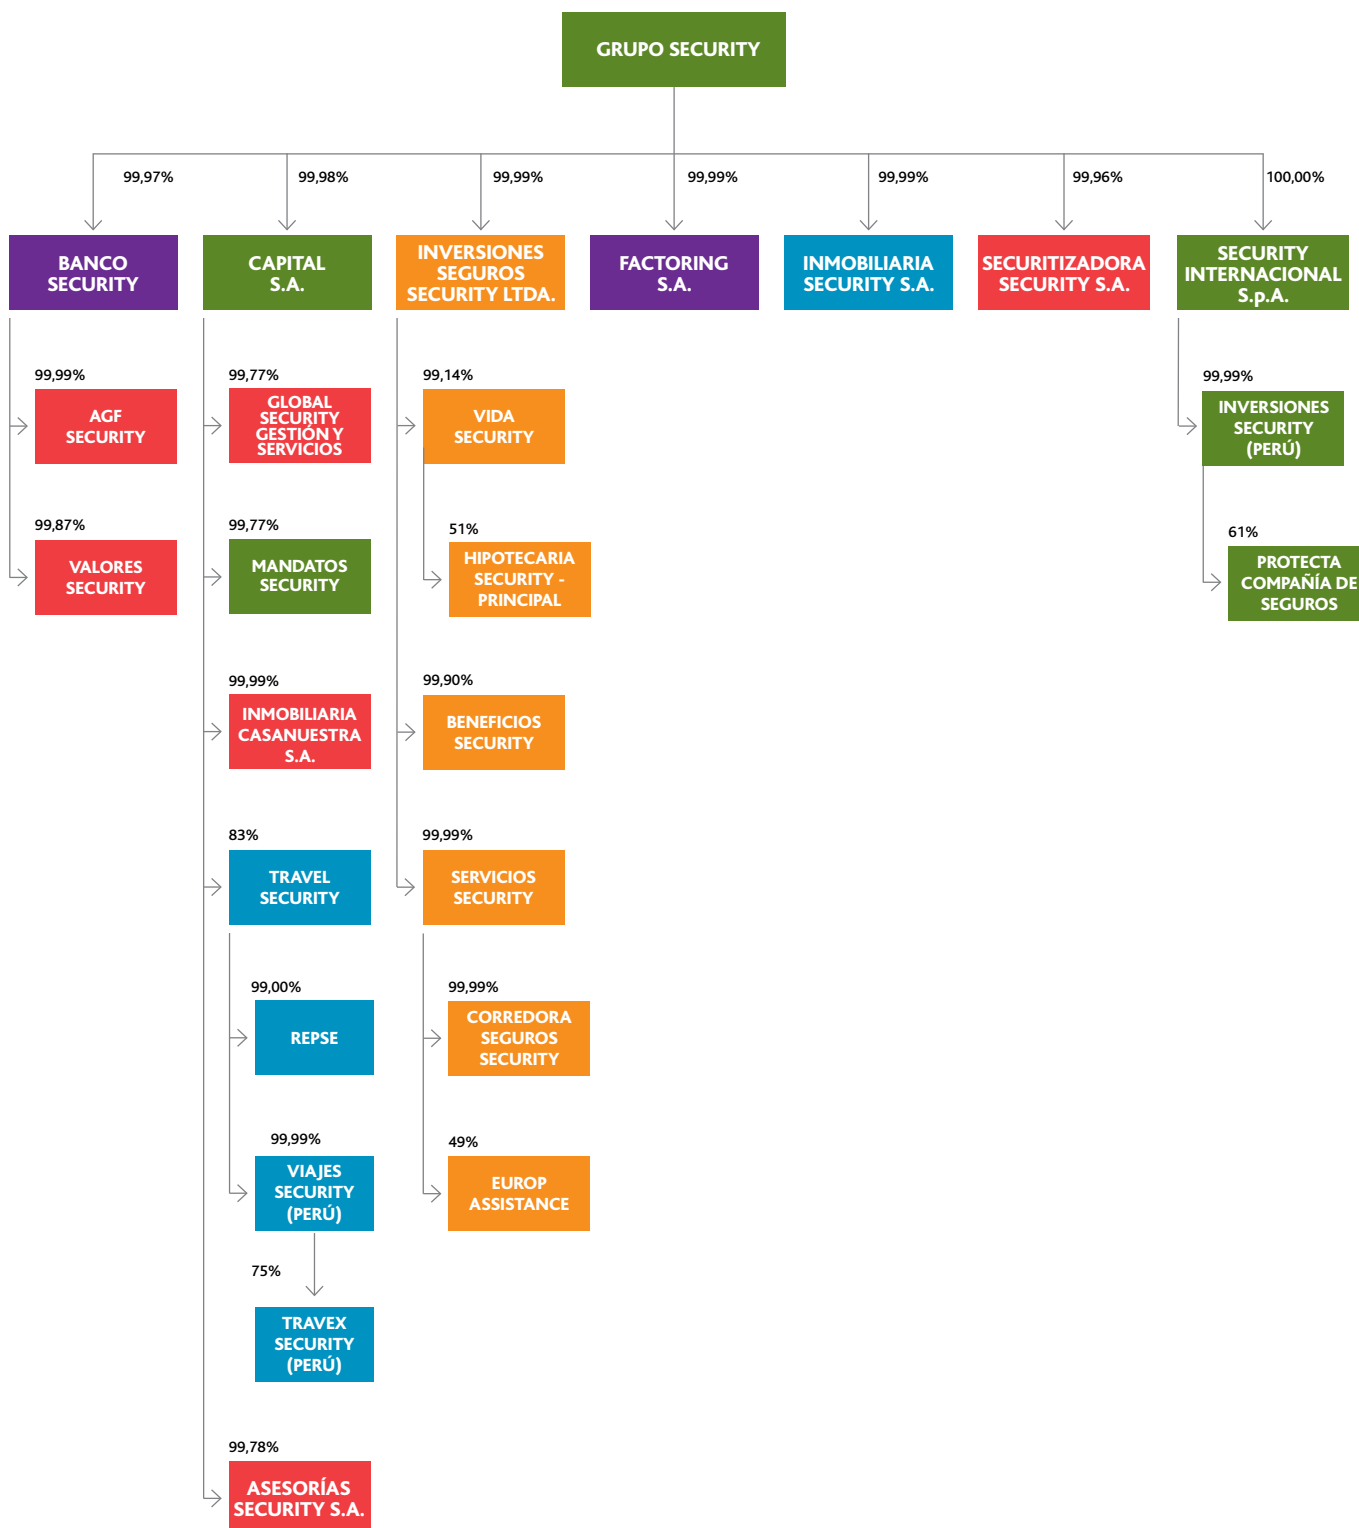 GRUPO SECURITY
99,97%
99,98%
99,99%
99,99%
99,99%
99,96%
100,00%
BANCO
SECURITY
CAPITAL
S.A.
INVERSIONES
SEGUROS
SECURITY LTDA.
FACTORING
S.A.
INMOBILIARIA
SECURITY S.A.
SECURITIZADORA
SECURITY S.A.
SECURITY
INTERNACIONAL
S.p.A.
99,99%
AGF
SECURITY
99,87%
VALORES
SECURITY
99,77%
GLOBAL
SECURITY
GESTIÓN Y
SERVICIOS
99,77%
MANDATOS
SECURITY
99,99%
INMOBILIARIA
CASANUESTRA
S.A.
83%
TRAVEL
SECURITY
99,00%
REPSE
99,99%
VIAJES
SECURITY
(PERÚ)
75%
TRAVEX
SECURITY
(PERÚ)
99,78%
ASESORÍAS
SECURITY S.A.
99,14%
VIDA
SECURITY
51%
HIPOTECARIA
SECURITY -
PRINCIPAL
99,90%
BENEFICIOS
SECURITY
99,99%
SERVICIOS
SECURITY
99,99%
CORREDORA
SEGUROS
SECURITY
49%
EUROP
ASSISTANCE
99,99%
INVERSIONES
SECURITY
(PERÚ)
61%
PROTECTA
COMPAÑÍA DE
SEGUROS